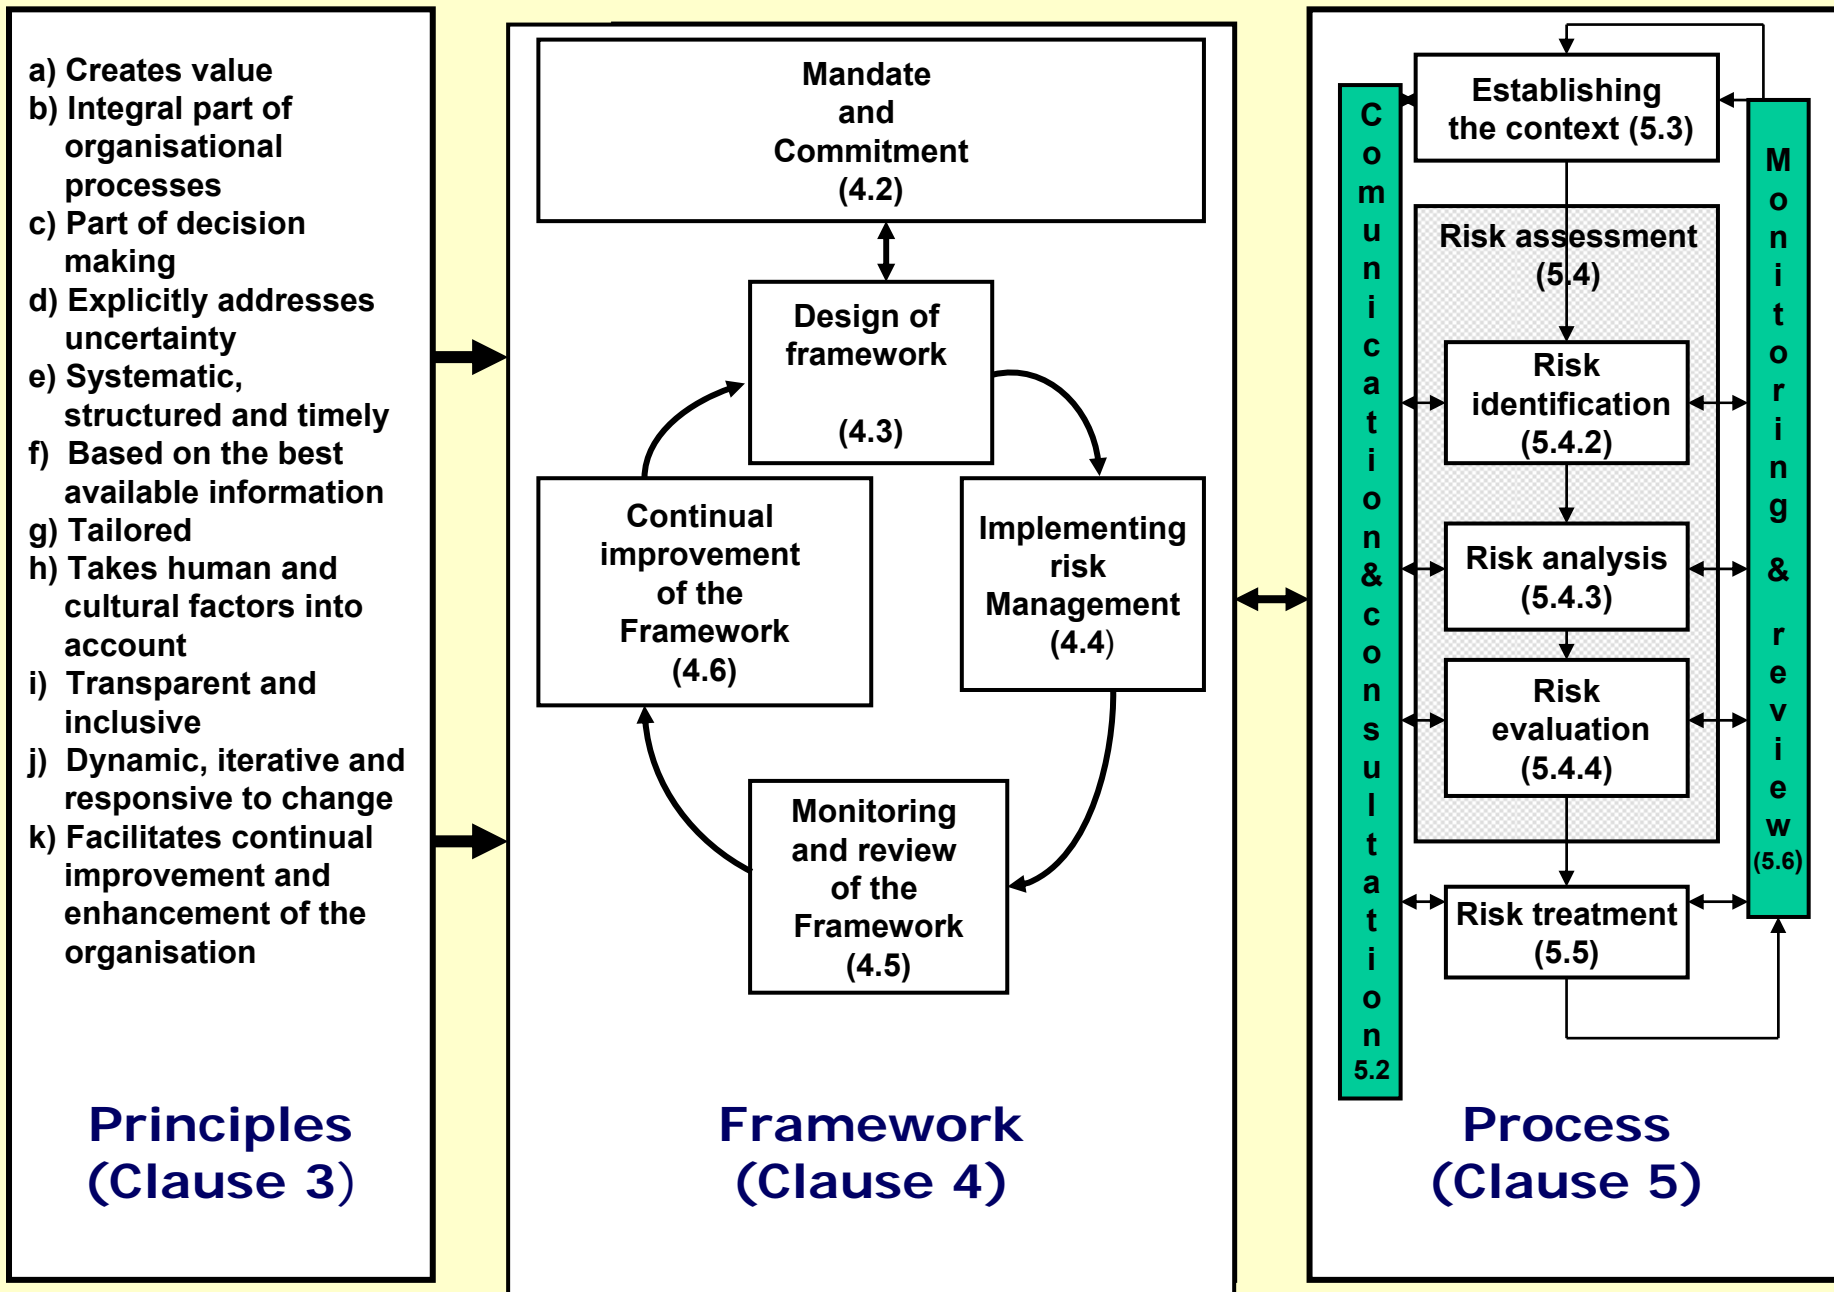 a) Creates value
b) Integral part of
organisational
processes
c) Part of decision
making
d) Explicitly addresses
uncertainty
e) Systematic,
structured and timely
f) Based on the best
available information
g) Tailored
h) Takes human and
cultural factors into
account
i) Transparent and
inclusive
j) Dynamic, iterative and
responsive to change
k) Facilitates continual
improvement and
enhancement of the
organisation
Principles
(Clause 3)
Mandate
and
Commitment
(4.2)
Design of
framework
(4.3)
Implementing
risk
Management
(4.4)
Monitoring
and review
of the
Framework
(4.5)
Continual
improvement
of the
Framework
(4.6)
Framework
(Clause 4)
Comunication&consultation
5.2
Establishing
the context (5.3)
Risk assessment
(5.4)
Risk
identification
(5.4.2)
Risk analysis
(5.4.3)
Risk
evaluation
(5.4.4)
Risk treatment
(5.5)
Monitoring & review
(5.6)
Process
(Clause 5)